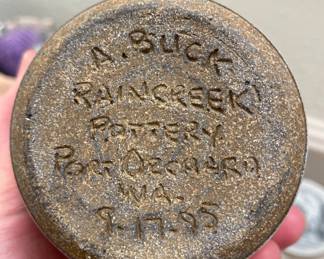 A. BUCK
RAINCREEK
POTTERY
PORT ORCHARD
WA.
9-17-95